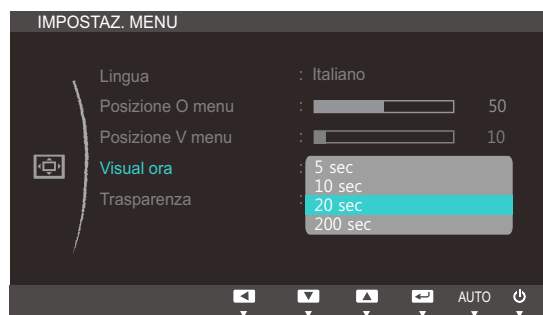 IMPOSTAZ. MENU
Lingua : Italiano
Posizione O menu : 50
Posizione V menu : 10
Visual ora : 5 sec
10 sec
Trasparenza : 20 sec
200 sec
AUTO